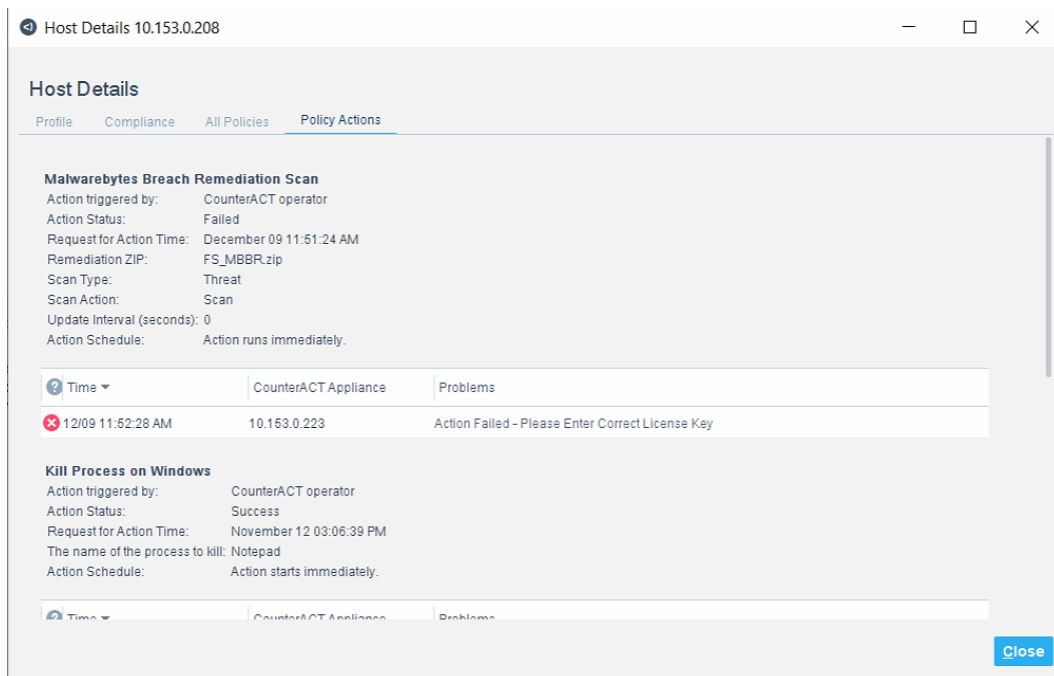 Host Details 10.153.0.208
Host Details
Profile Compliance All Policies Policy Actions
Malwarebytes Breach Remediation Scan
Action triggered by: CounterACT operator
Action Status: Failed
Request for Action Time: December 09 11:51:24 AM
Remediation ZIP: FS_MBBR.zip
Scan Type: Threat
Scan Action: Scan
Update Interval (seconds): 0
Action Schedule: Action runs immediately.
? Time CounterACT Appliance Problems
12/09 11:52:28 AM 10.153.0.223 Action Failed - Please Enter Correct License Key
Kill Process on Windows
Action triggered by: CounterACT operator
Action Status: Success
Request for Action Time: November 12 03:06:39 PM
The name of the process to kill: Notepad
Action Schedule: Action starts immediately.
? Time CounterACT Appliance Problems
Close